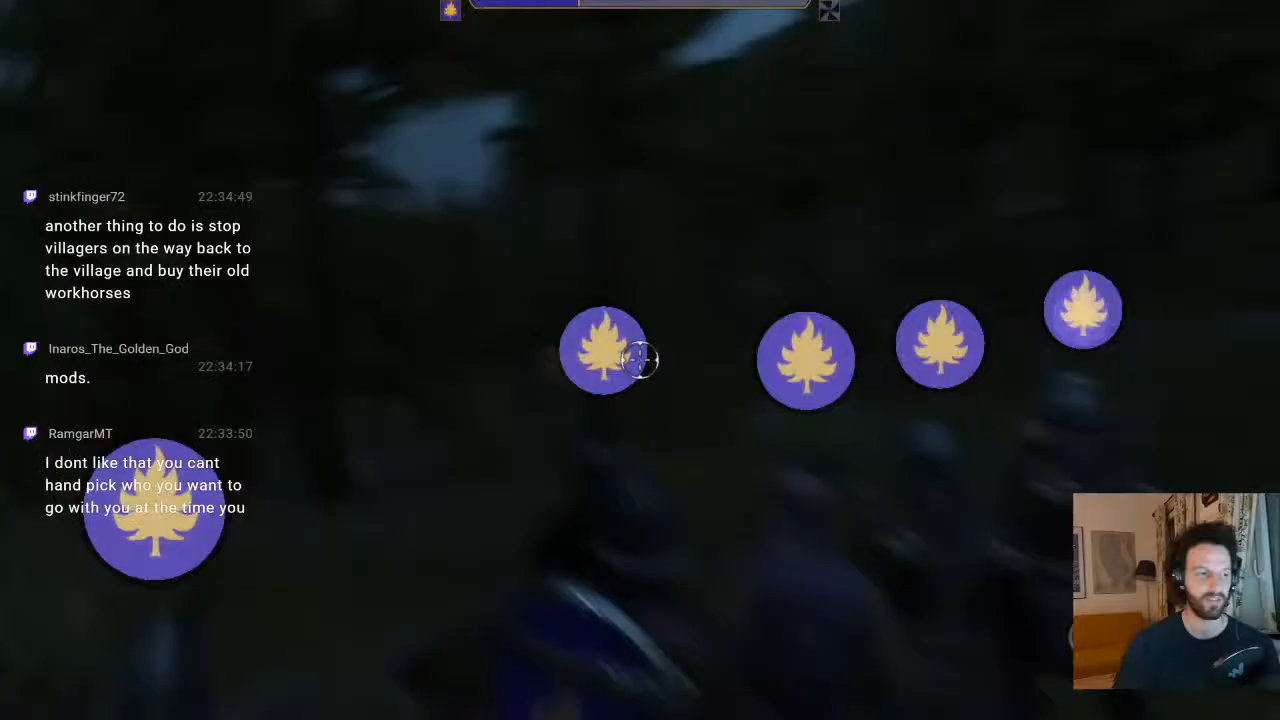 stinkfinger72 22:34:49
another thing to do is stop
villagers on the way back to
the village and buy their old
workhorses
Inaros_The_Golden_God
22:34:17
mods.
RamgarMT 22:33:50
I dont like that you cant
hand pick who you want to
go with you at the time you